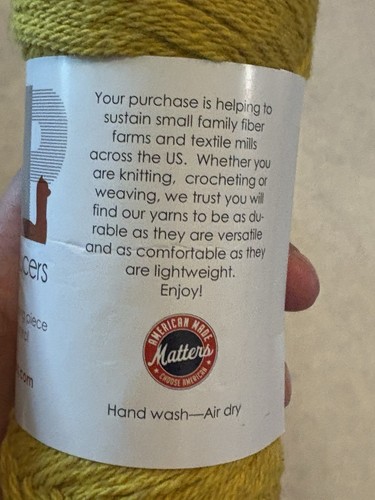 Your purchase is helping to
sustain small family fiber
farms and textile mills
across the US. Whether you
are knitting, crocheting or
weaving, we trust you will
find our yarns to be as du-
rable as they are versatile
and as comfortable as they
are lightweight.
Enjoy!
cers
piece
.com
AMERICAN MADE
Matters
CHOOSE AMERICAN
Hand wash—Air dry